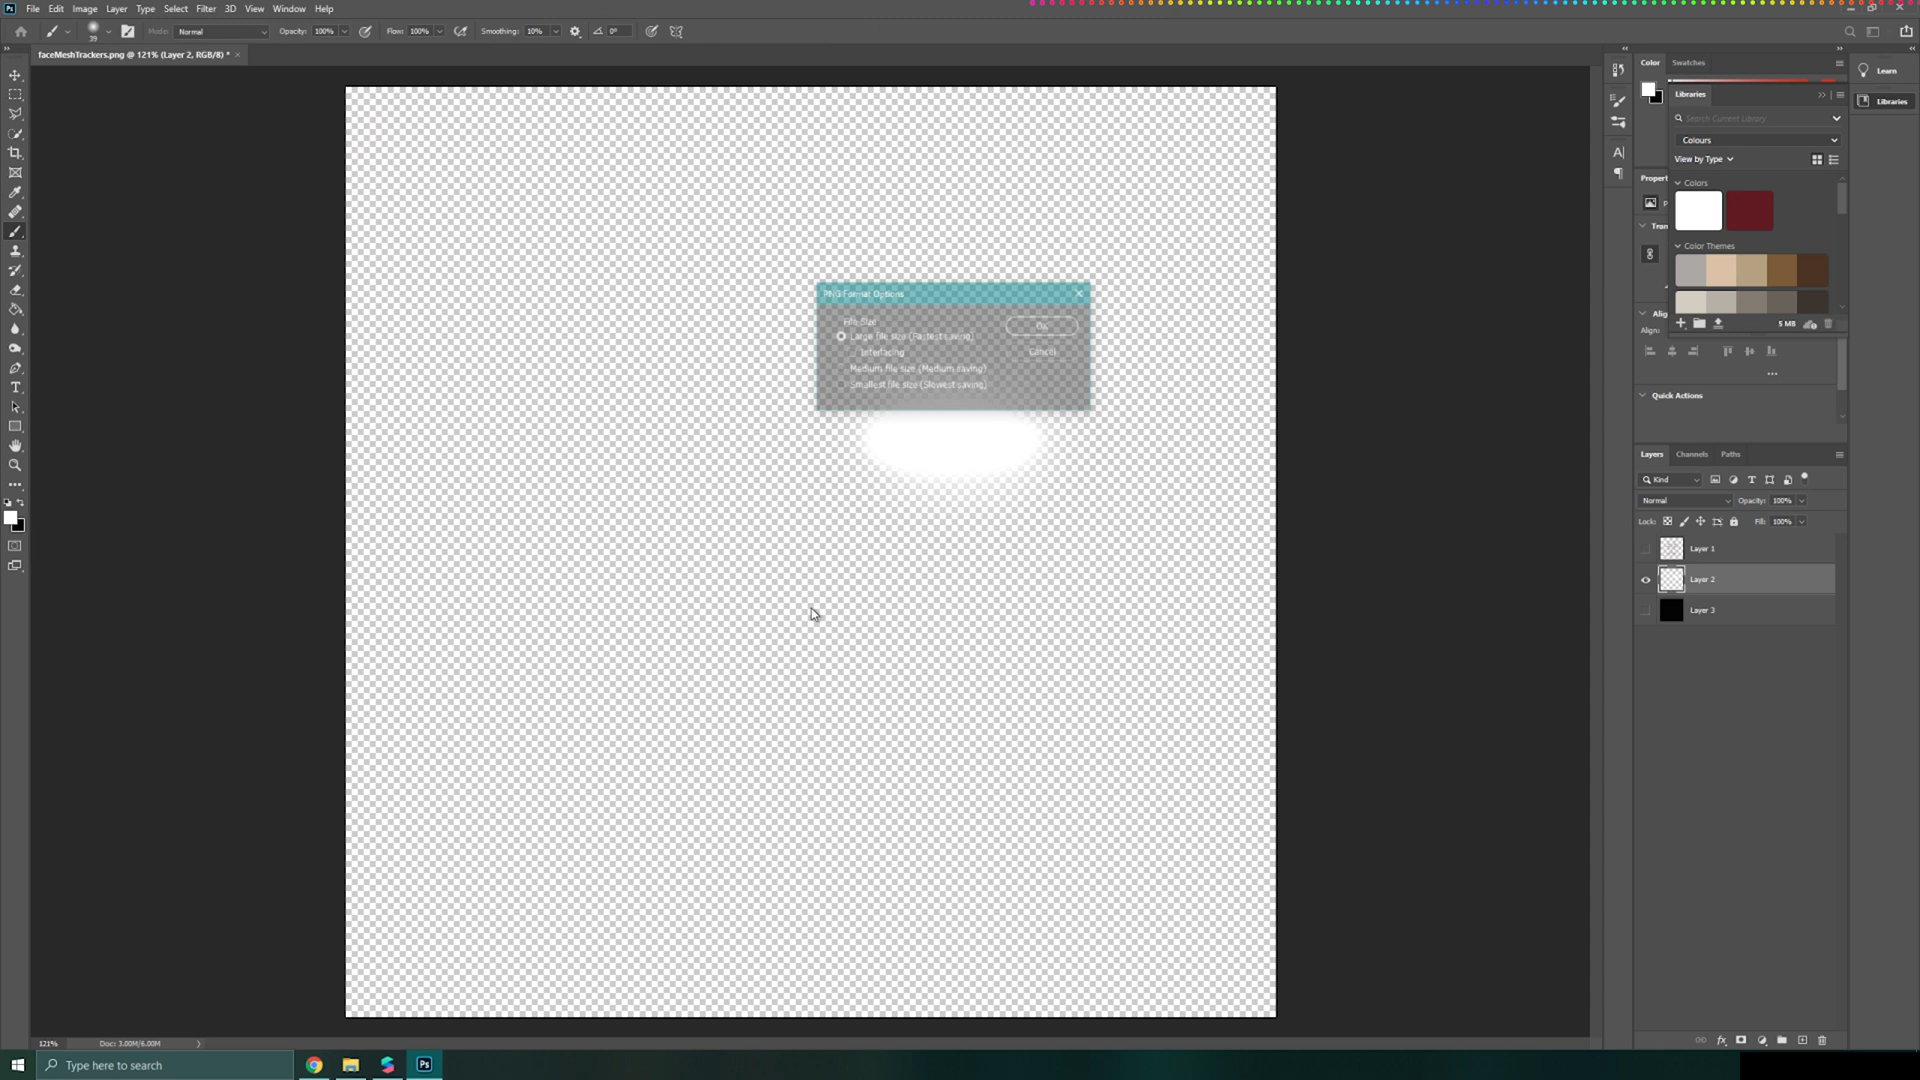 Ps File Edit Image Layer Type Select Filter 3D View Window Help
39 Mode: Normal Opacity: 100% Flow: 100% Smoothing: 10% 0°
faceMeshTrackers.png @ 121% (Layer 2, RGB/8) * ×
Color Swatches
Learn
Libraries
Libraries
Search Current Library
Colours
View by Type
Colors
Color Themes
5 MB
Propert
P
Tran
Alig
Align:
Quick Actions
PNG Format Options
File Size
Large file size (Fastest saving)
Interlacing
Medium file size (Medium saving)
Smallest file size (Slowest saving)
OK
Cancel
Layers Channels Paths
Kind
Normal Opacity: 100%
Lock: Fill: 100%
Layer 1
Layer 2
Layer 3
fx
121% Doc: 3.00M/6.00M
Type here to search
Ps